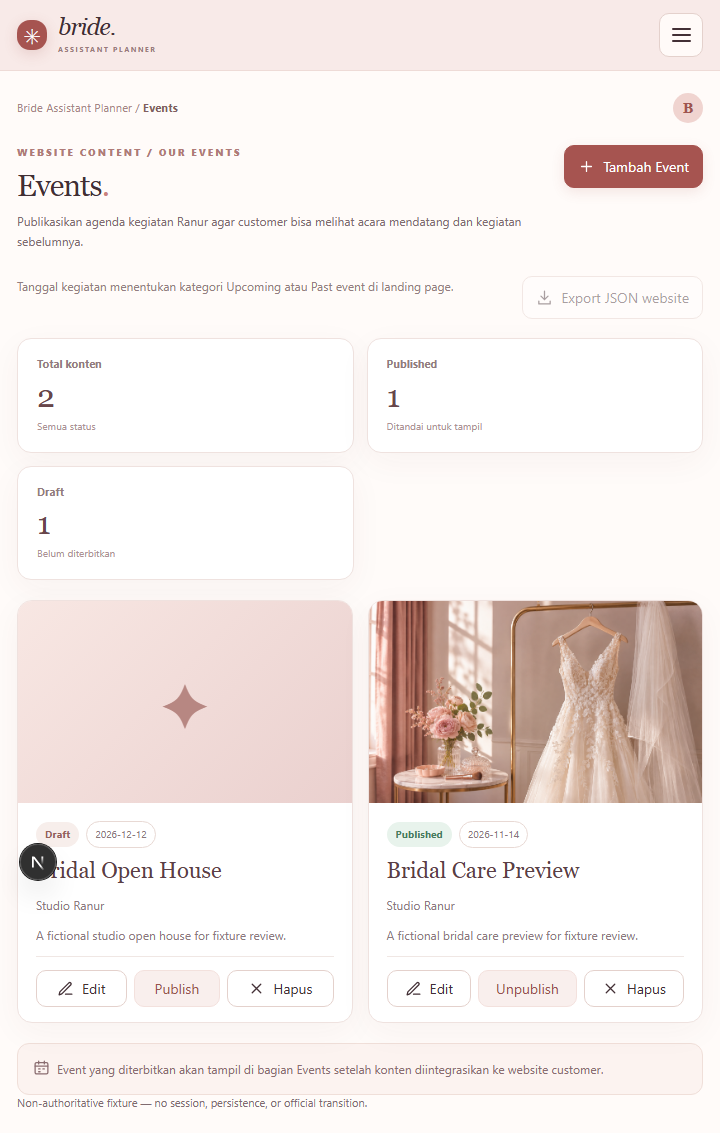 bride.
ASSISTANT PLANNER
Bride Assistant Planner / Events
B
WEBSITE CONTENT / OUR EVENTS
Events.
Tambah Event
Publikasikan agenda kegiatan Ranur agar customer bisa melihat acara mendatang dan kegiatan
sebelumnya.
Tanggal kegiatan menentukan kategori Upcoming atau Past event di landing page.
Export JSON website
Total konten
2
Semua status
Published
1
Ditandai untuk tampil
Draft
1
Belum diterbitkan
Draft
2026-12-12
N
ridal Open House
Studio Ranur
A fictional studio open house for fixture review.
Edit
Publish
Hapus
Published
2026-11-14
Bridal Care Preview
Studio Ranur
A fictional bridal care preview for fixture review.
Edit
Unpublish
Hapus
Event yang diterbitkan akan tampil di bagian Events setelah konten diintegrasikan ke website customer.
Non-authoritative fixture — no session, persistence, or official transition.